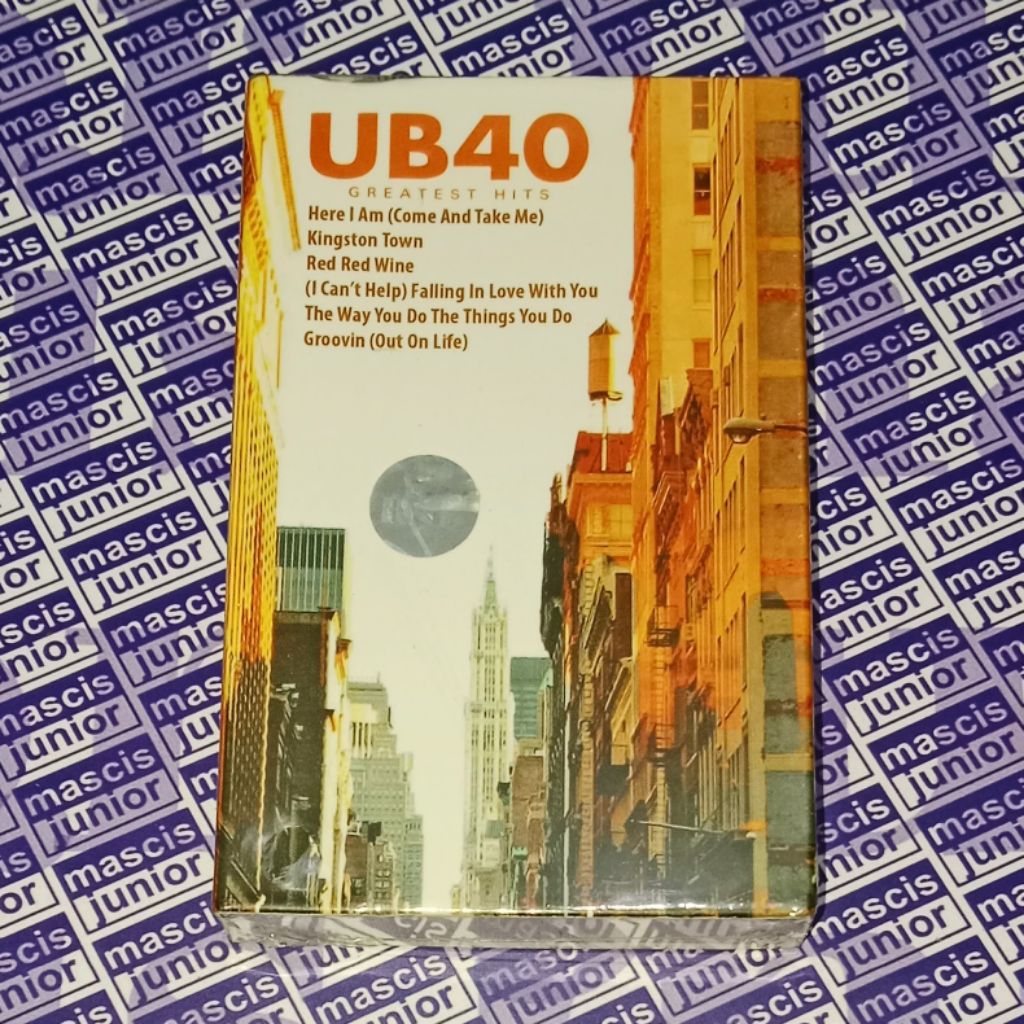 UB40
GREATEST HITS
Here I Am (Come And Take Me)
Kingston Town
Red Red Wine
(I Can't Help) Falling In Love With You
The Way You Do The Things You Do
Groovin (Out On Life)
mascis
junior